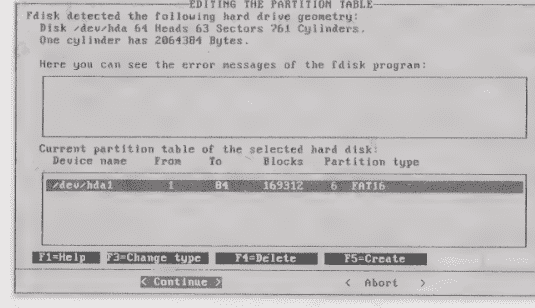 EDITING THE PARTITION TABLE
Fdisk detected the following hard drive geometry:
Disk /dev/hda 64 Heads 63 Sectors 761 Cylinders.
One cylinder has 2064384 Bytes.
Here you can see the error messages of the fdisk program:
Current partition table of the selected hard disk:
Device name From To Blocks Partition type
/dev/hda1 1 84 169312 6 FAT16
F1=Help F3=Change type F4=Delete F5=Create
< Continue > < Abort >